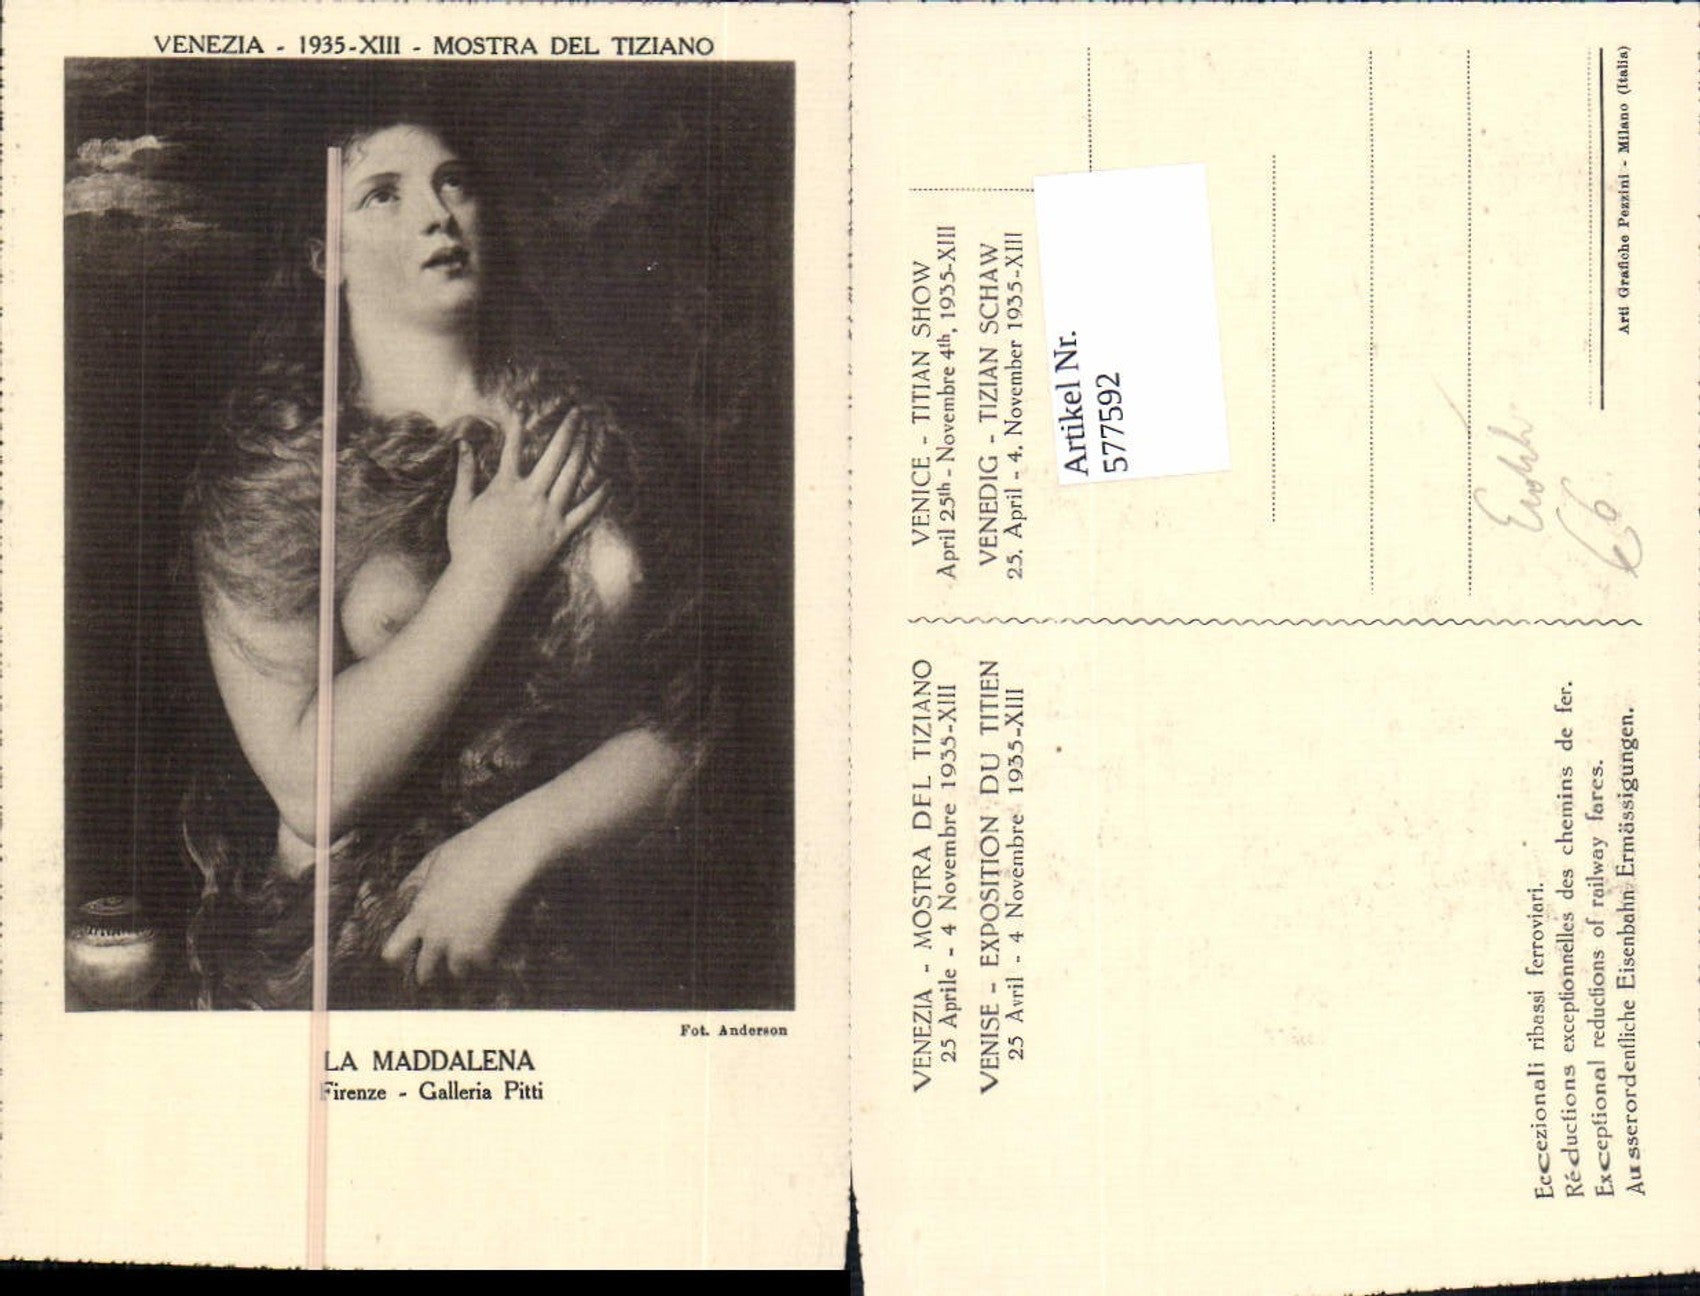 VENEZIA - 1935-XIII - MOSTRA DEL TIZIANO
Fot. Anderson
LA MADDALENA
Firenze - Galleria Pitti
VENEZIA - MOSTRA DEL TIZIANO
25 Aprile - 4 Novembre 1935-XIII
VENISE - EXPOSITION DU TITIEN
25 Avril - 4 Novembre 1935-XIII
VENICE - TITIAN SHOW
April 25th - Novembre 4th, 1935-XIII
VENEDIG - TIZIAN SCHAW
25. April - 4. November 1935-XIII
Artikel Nr.
577592
66
Eccezionali ribassi ferroviari.
Réductions exceptionnelles des chemins de fer.
Exceptional reductions of railway fares.
Ausserordentliche Eisenbahn Ermässigungen.
Arti Grafiche Pezzini - Milano (Italia)